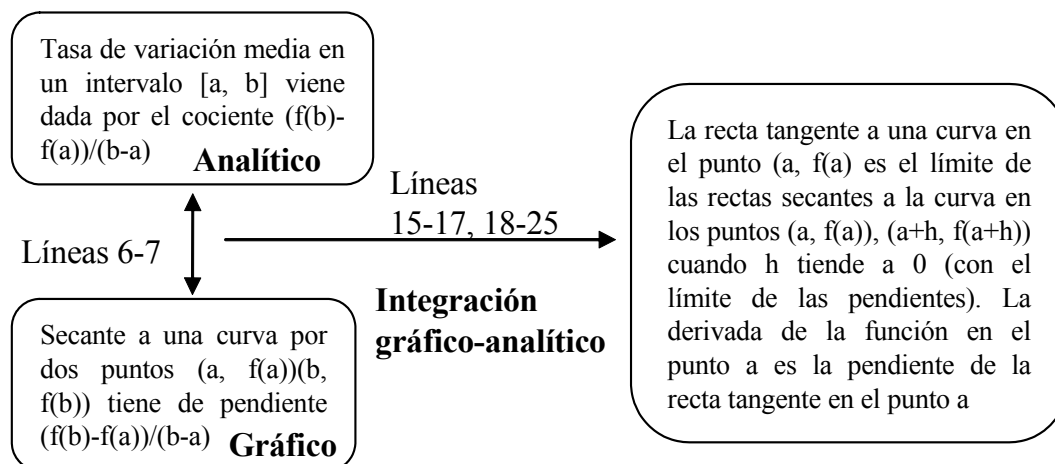 Tasa de variación media en
un intervalo [a, b] viene
dada por el cociente (f(b)-
f(a))/(b-a)
Analítico
Líneas 6-7
Secante a una curva por
dos puntos (a, f(a))(b,
f(b)) tiene de pendiente
(f(b)-f(a))/(b-a)
Gráfico
Líneas
15-17, 18-25
Integración
gráfico-analítico
La recta tangente a una curva en
el punto (a, f(a) es el límite de
las rectas secantes a la curva en
los puntos (a, f(a)), (a+h, f(a+h))
cuando h tiende a 0 (con el
límite de las pendientes). La
derivada de la función en el
punto a es la pendiente de la
recta tangente en el punto a